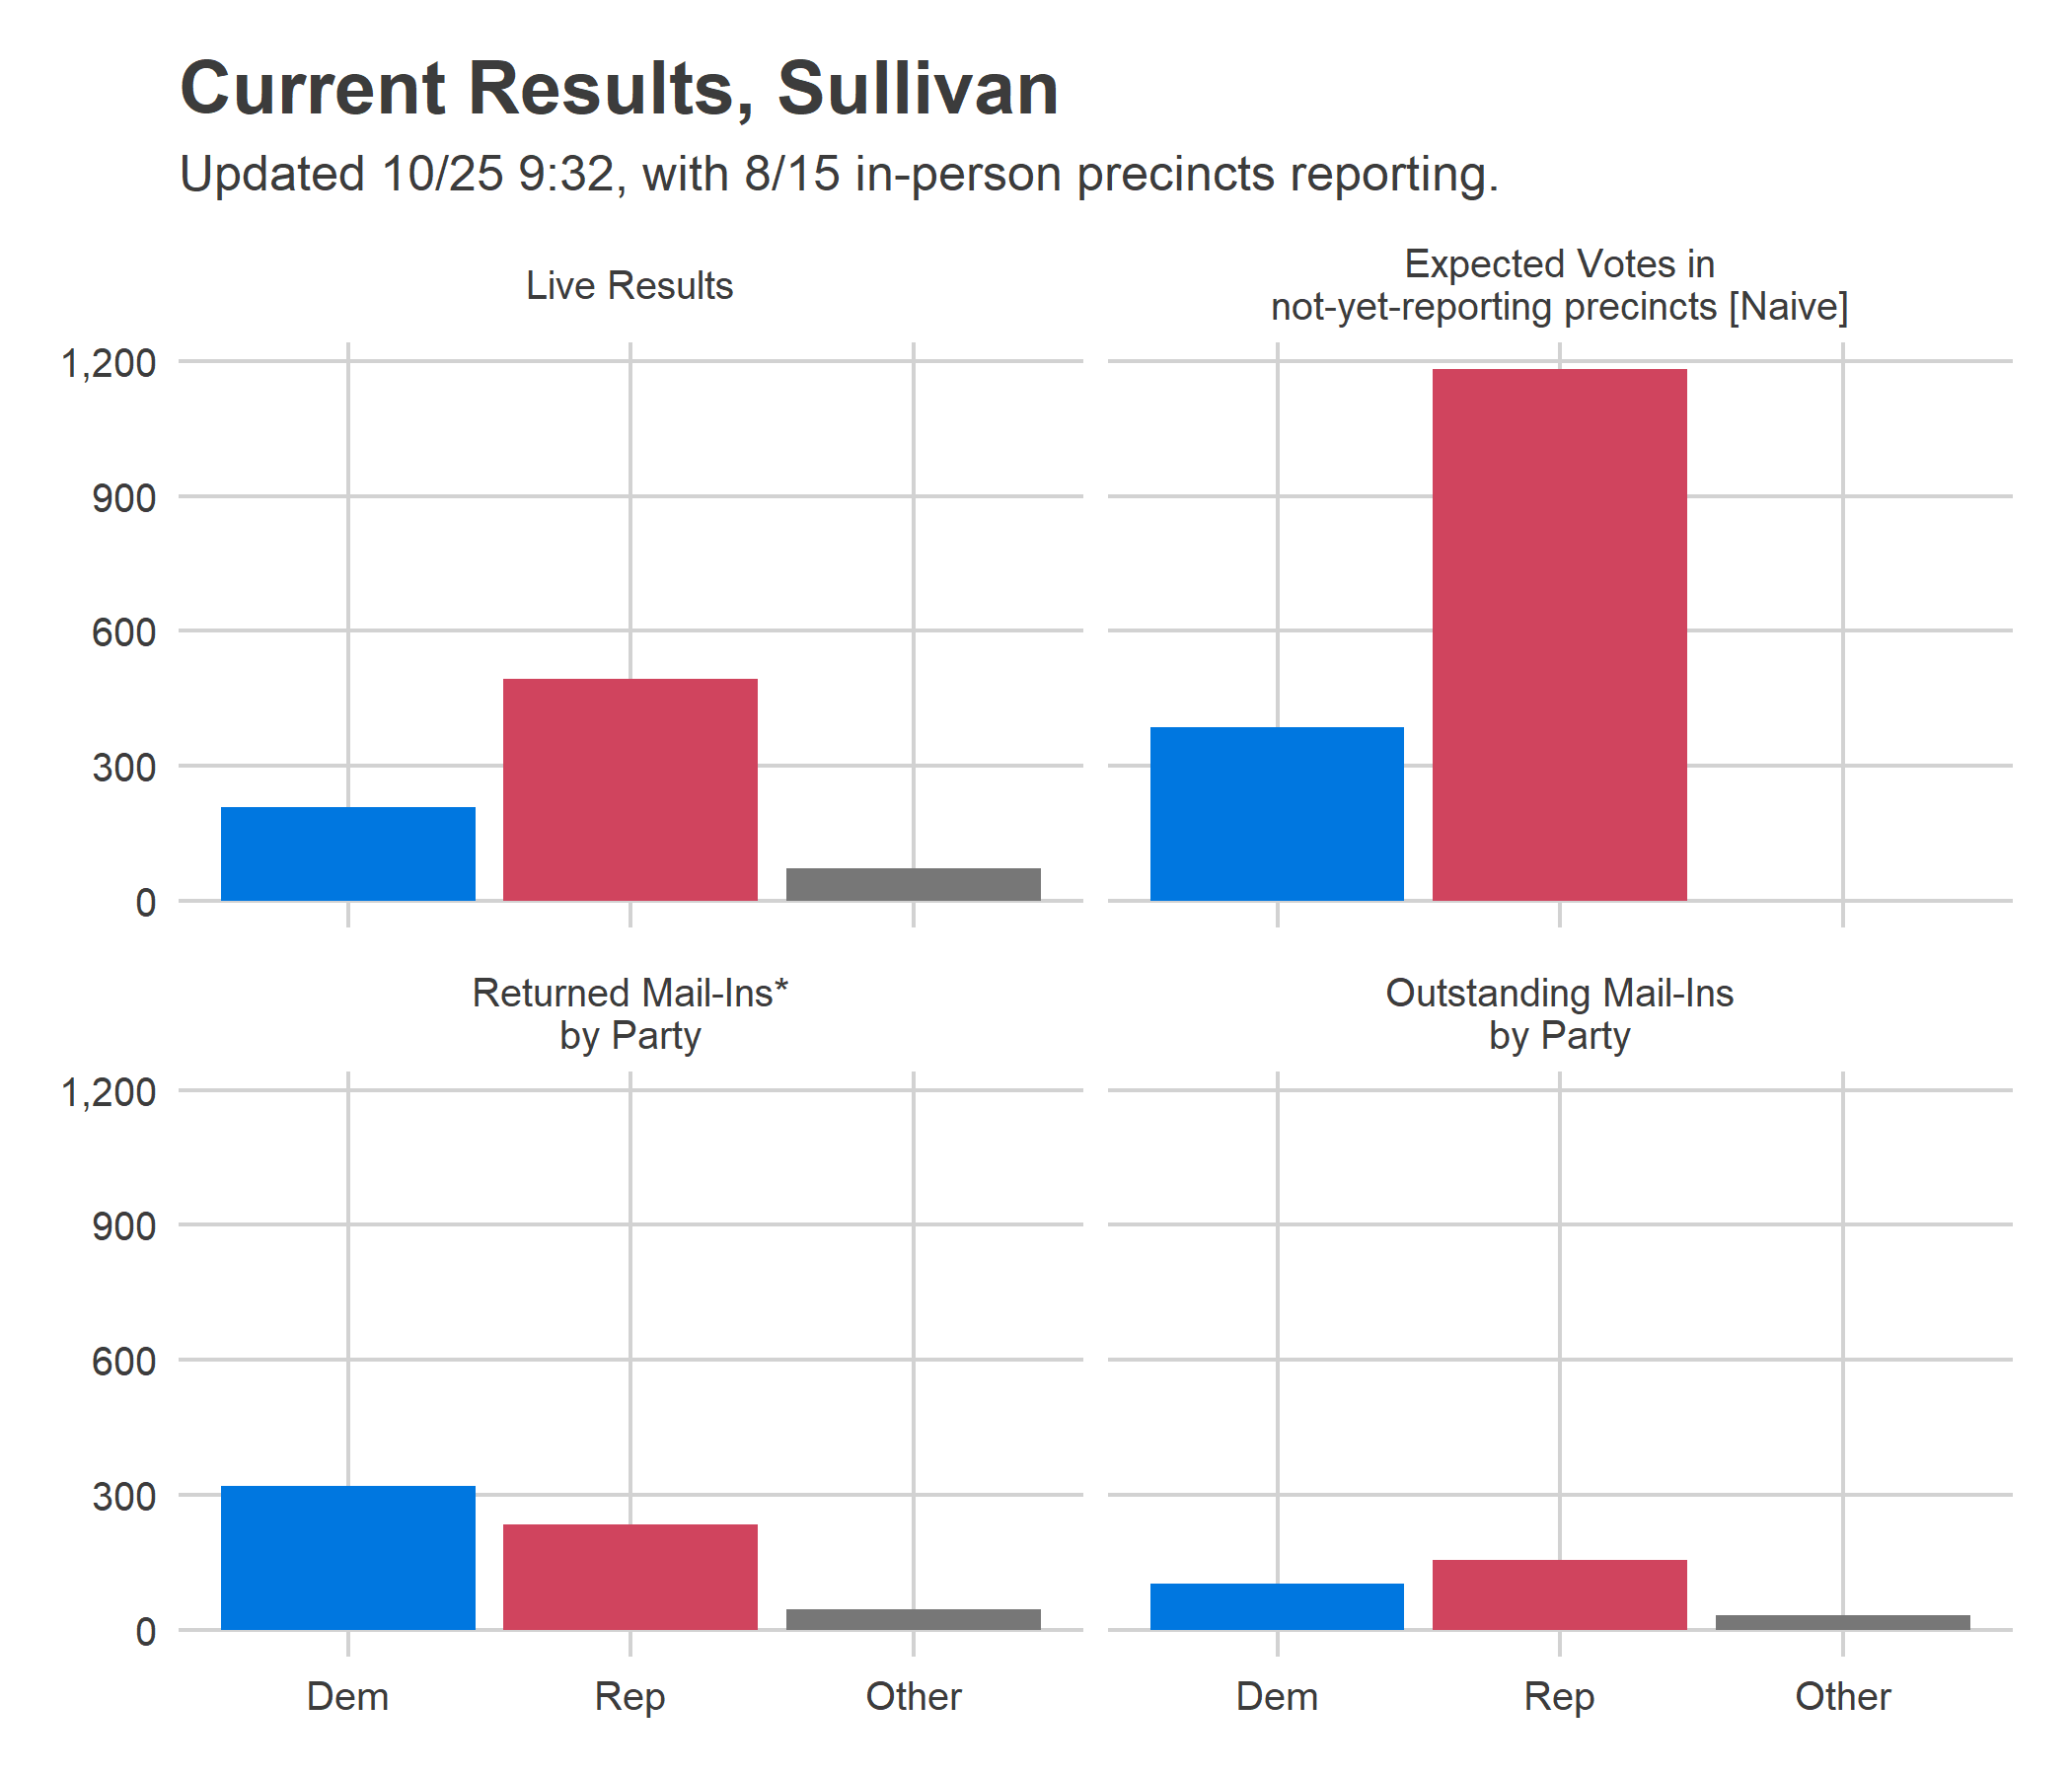 Current Results, Sullivan
Updated 10/25 9:32, with 8/15 in-person precincts reporting.
Live Results
Expected Votes in
not-yet-reporting precincts [Naive]
1,200
900
600
300
0
Returned Mail-Ins*
by Party
Outstanding Mail-Ins
by Party
1,200
900
600
300
0
Dem Rep Other Dem Rep Other